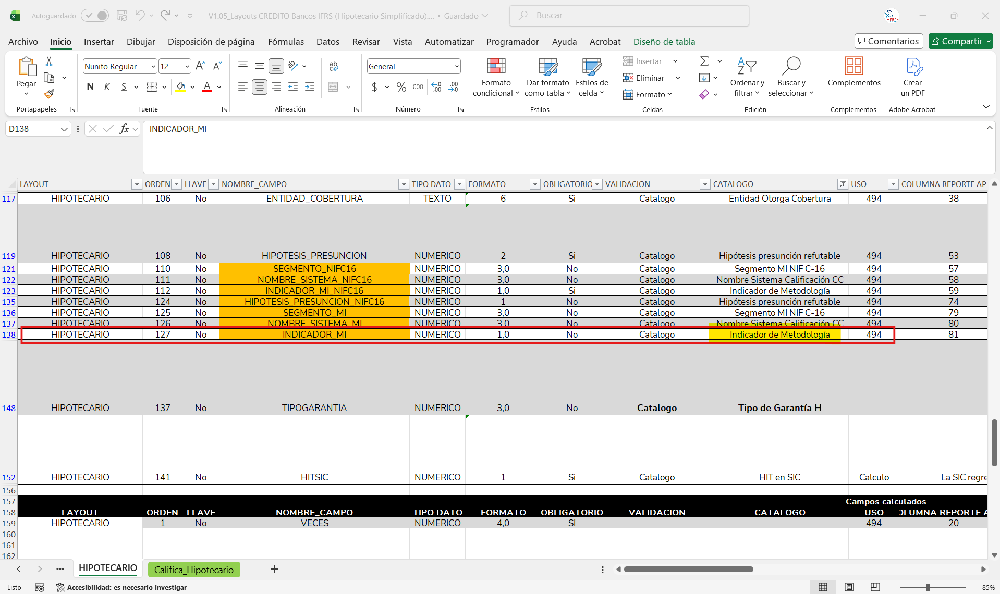 Autoguardado
V1.05_Layouts CREDITO Bancos IFRS (Hipotecario Simplificado).... • Guardado
Buscar
IMPERA
Archivo Inicio Insertar Dibujar Disposición de página Fórmulas Datos Revisar Vista Automatizar Programador Ayuda Acrobat Diseño de tabla
Comentarios Compartir
Pegar
Portapapeles
Nunito Regular 12
N K S
A A
Fuente
ab
c
Alineación
General
$ % 000
Número
Formato condicional
Dar formato como tabla
Estilos de celda
Estilos
Insertar
Eliminar
Formato
Celdas
Ordenar y filtrar
Buscar y seleccionar
Edición
Complementos
Complementos
Crear un PDF
Adobe Acrobat
D138 fx INDICADOR_MI
LAYOUT ORDEN LLAVE NOMBRE_CAMPO TIPO DATO FORMATO OBLIGATORIO VALIDACION CATALOGO USO COLUMNA REPORTE API
117 HIPOTECARIO 106 No ENTIDAD_COBERTURA TEXTO 6 Si Catalogo Entidad Otorga Cobertura 494 38
119 HIPOTECARIO 108 No HIPOTESIS_PRESUNCION NUMERICO 2 Si Catalogo Hipótesis presunción refutable 494 53
121 HIPOTECARIO 110 No SEGMENTO_NIFC16 NUMERICO 3,0 No Catalogo Segmento MI NIF C-16 494 57
122 HIPOTECARIO 111 No NOMBRE_SISTEMA_NIFC16 NUMERICO 3,0 No Catalogo Nombre Sistema Calificación CC 494 58
123 HIPOTECARIO 112 No INDICADOR_MI_NIFC16 NUMERICO 1,0 Si Catalogo Indicador de Metodología 494 59
135 HIPOTECARIO 124 No HIPOTESIS_PRESUNCION_NIFC16 NUMERICO 1 No Catalogo Hipótesis presunción refutable 494 74
136 HIPOTECARIO 125 No SEGMENTO_MI NUMERICO 3,0 No Catalogo Segmento MI NIF C-16 494 79
137 HIPOTECARIO 126 No NOMBRE_SISTEMA_MI NUMERICO 3,0 No Catalogo Nombre Sistema Calificación CC 494 80
138 HIPOTECARIO 127 No INDICADOR_MI NUMERICO 1,0 No Catalogo Indicador de Metodología 494 81
148 HIPOTECARIO 137 No TIPOGARANTIA NUMERICO 3,0 No Catalogo Tipo de Garantía H
152 HIPOTECARIO 141 No HITSIC NUMERICO 1 Si Catalogo HIT en SIC Calculo La SIC regre
156
157 Campos calculados
158 LAYOUT ORDEN LLAVE NOMBRE_CAMPO TIPO DATO FORMATO OBLIGATORIO VALIDACION CATALOGO USO OLUMNA REPORTE A
159 HIPOTECARIO 1 No VECES NUMERICO 4,0 SI 494 20
160
161
162
HIPOTECARIO Califica_Hipotecario
Listo Accesibilidad: es necesario investigar 85%